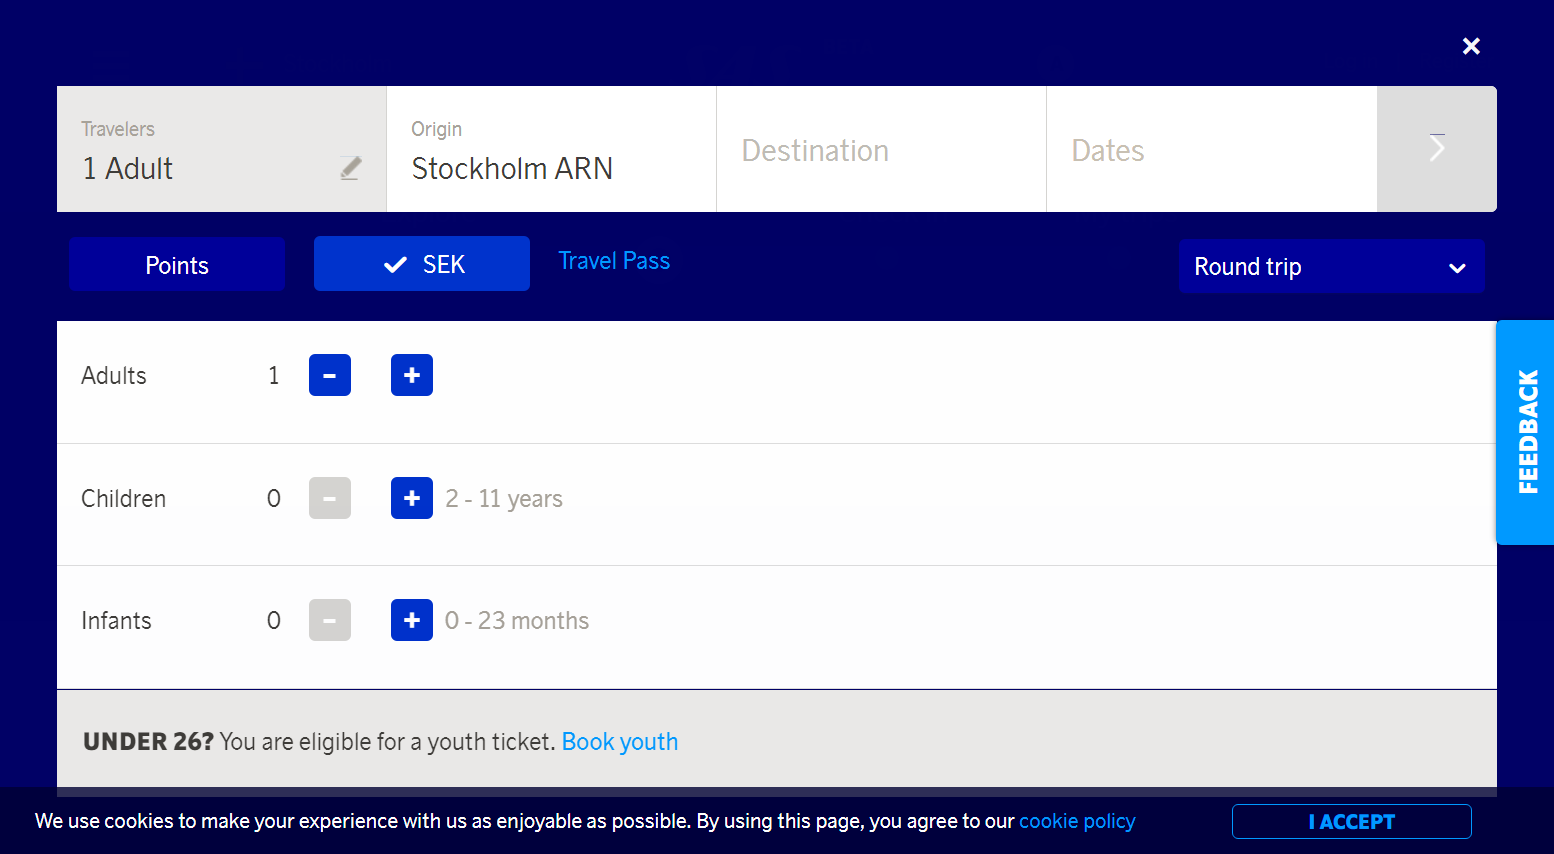 Travelers
1 Adult
Origin
Stockholm ARN
Destination
Dates
Points
SEK
Travel Pass
Round trip
Adults 1 - +
Children 0 - + 2 - 11 years
Infants 0 - + 0 - 23 months
FEEDBACK
UNDER 26? You are eligible for a youth ticket. Book youth
We use cookies to make your experience with us as enjoyable as possible. By using this page, you agree to our cookie policy
I ACCEPT